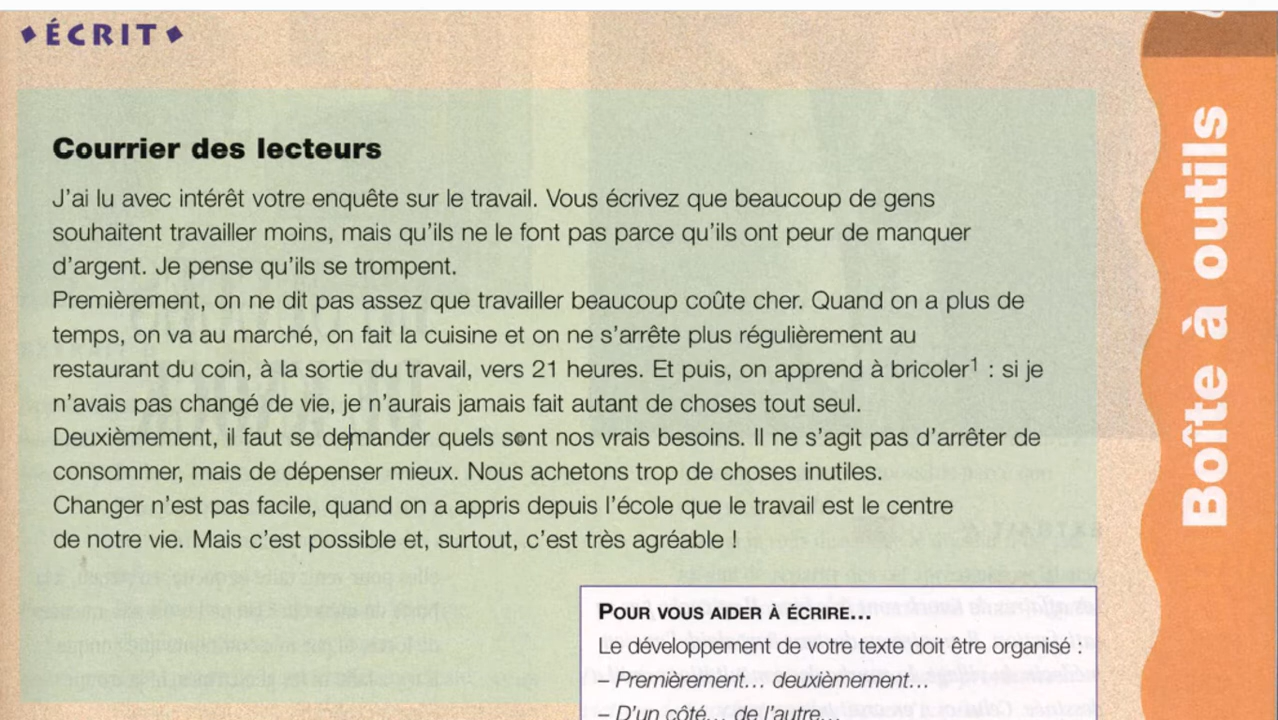 ◆ÉCRIT◆
Courrier des lecteurs
J'ai lu avec intérêt votre enquête sur le travail. Vous écrivez que beaucoup de gens
souhaitent travailler moins, mais qu'ils ne le font pas parce qu'ils ont peur de manquer
d'argent. Je pense qu'ils se trompent.
Premièrement, on ne dit pas assez que travailler beaucoup coûte cher. Quand on a plus de
temps, on va au marché, on fait la cuisine et on ne s'arrête plus régulièrement au
restaurant du coin, à la sortie du travail, vers 21 heures. Et puis, on apprend à bricoler¹ : si je
n'avais pas changé de vie, je n'aurais jamais fait autant de choses tout seul.
Deuxièmement, il faut se demander quels sont nos vrais besoins. Il ne s'agit pas d'arrêter de
consommer, mais de dépenser mieux. Nous achetons trop de choses inutiles.
Changer n'est pas facile, quand on a appris depuis l'école que le travail est le centre
de notre vie. Mais c'est possible et, surtout, c'est très agréable !
POUR VOUS AIDER À ÉCRIRE...
Le développement de votre texte doit être organisé :
– Premièrement... deuxièmement...
– D'un côté... de l'autre...
Boîte à outils